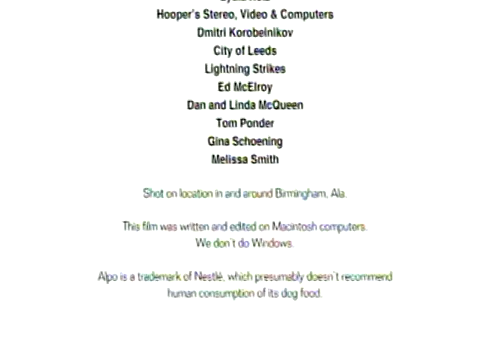 Hooper's Stereo, Video & Computers
Dmitri Korobeinikov
City of Leeds
Lightning Strikes
Ed McElroy
Dan and Linda McQueen
Tom Ponder
Gina Schoening
Melissa Smith
Shot on location in and around Birmingham, Ala.
This film was written and edited on Macintosh computers.
We don't do Windows.
Alpo is a trademark of Nestlé, which presumably doesn't recommend
human consumption of its dog food.